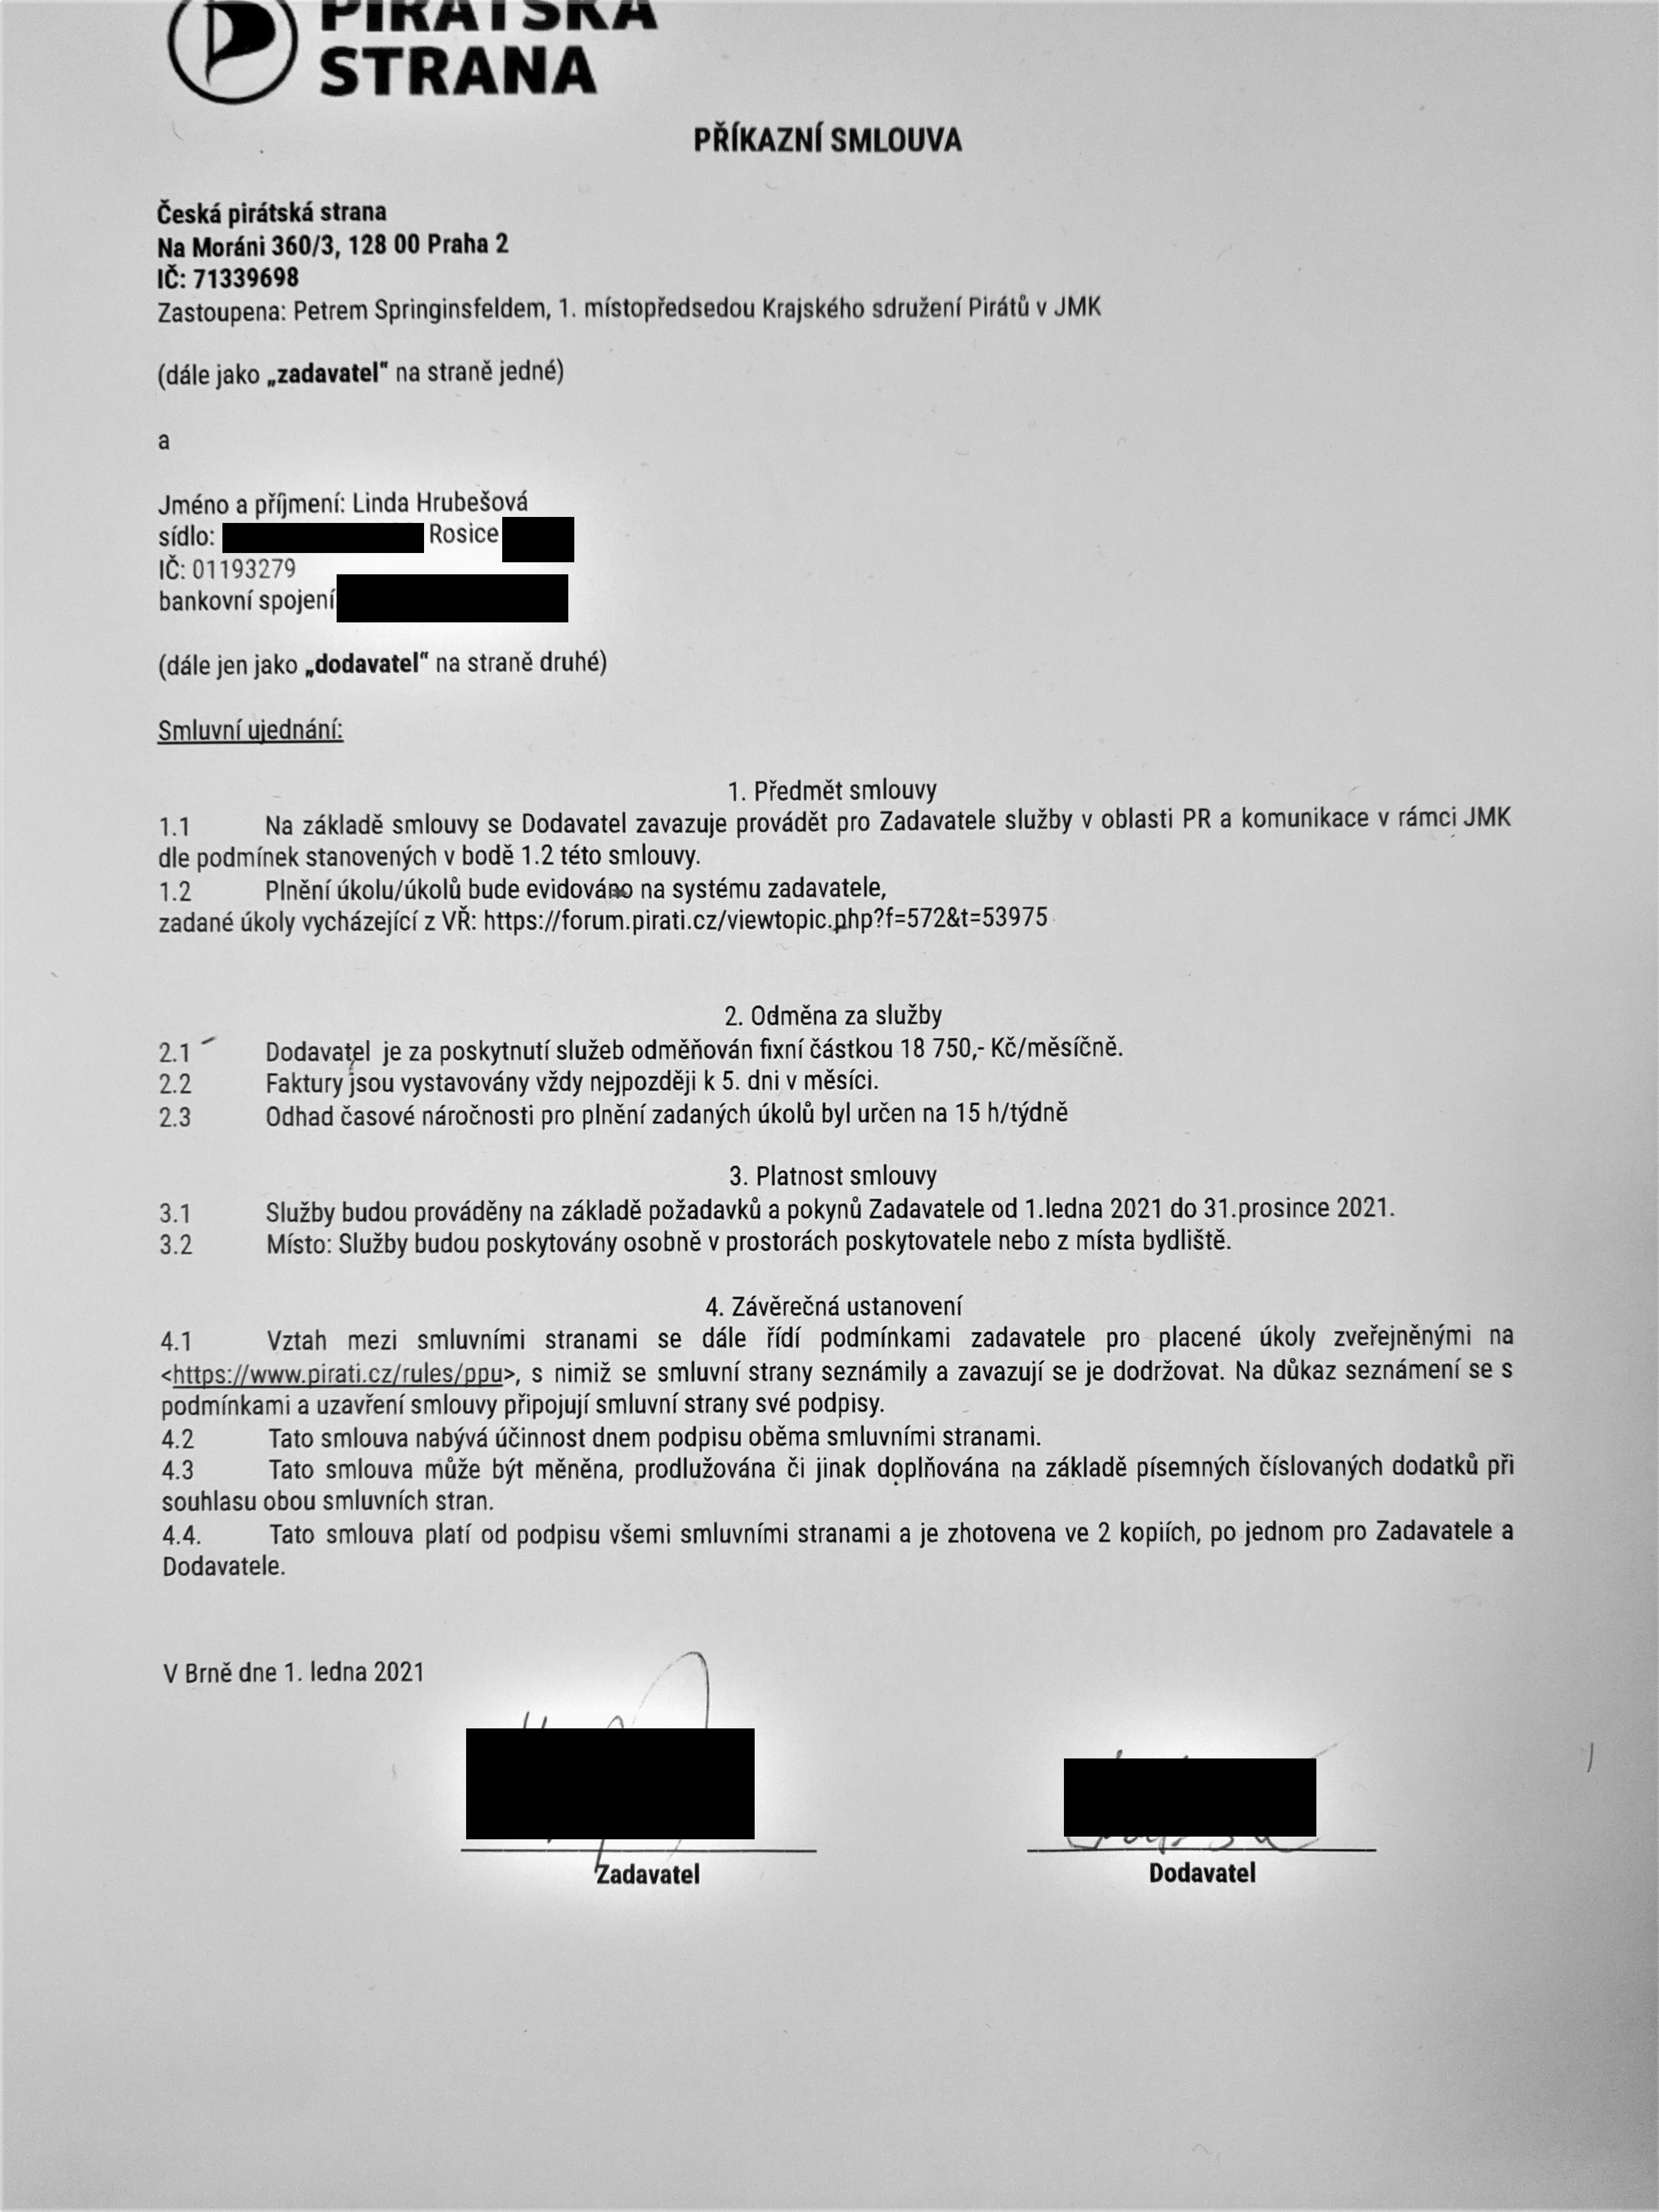 PIRÁTSKÁ
STRANA
PŘÍKAZNÍ SMLOUVA
Česká pirátská strana
Na Moráni 360/3, 128 00 Praha 2
IČ: 71339698
Zastoupena: Petrem Springinsfeldem, 1. místopředsedou Krajského sdružení Pirátů v JMK
(dále jako „zadavatel“ na straně jedné)
a
Jméno a příjmení: Linda Hrubešová
sídlo: Rosice
IČ: 01193279
bankovní spojení
(dále jen jako „dodavatel“ na straně druhé)
Smluvní ujednání:
1. Předmět smlouvy
1.1 Na základě smlouvy se Dodavatel zavazuje provádět pro Zadavatele služby v oblasti PR a komunikace v rámci JMK
dle podmínek stanovených v bodě 1.2 této smlouvy.
1.2 Plnění úkolu/úkolů bude evidováno na systému zadavatele,
zadané úkoly vycházející z VŘ: https://forum.pirati.cz/viewtopic.php?f=572&t=53975
2. Odměna za služby
2.1 Dodavatel je za poskytnutí služeb odměňován fixní částkou 18 750,- Kč/měsíčně.
2.2 Faktury jsou vystavovány vždy nejpozději k 5. dni v měsíci.
2.3 Odhad časové náročnosti pro plnění zadaných úkolů byl určen na 15 h/týdně
3. Platnost smlouvy
3.1 Služby budou prováděny na základě požadavků a pokynů Zadavatele od 1.ledna 2021 do 31.prosince 2021.
3.2 Místo: Služby budou poskytovány osobně v prostorách poskytovatele nebo z místa bydliště.
4. Závěrečná ustanovení
4.1 Vztah mezi smluvními stranami se dále řídí podmínkami zadavatele pro placené úkoly zveřejněnými na
<https://www.pirati.cz/rules/ppu>, s nimiž se smluvní strany seznámily a zavazují se je dodržovat. Na důkaz seznámení se s
podmínkami a uzavření smlouvy připojují smluvní strany své podpisy.
4.2 Tato smlouva nabývá účinnost dnem podpisu oběma smluvními stranami.
4.3 Tato smlouva může být měněna, prodlužována či jinak doplňována na základě písemných číslovaných dodatků při
souhlasu obou smluvních stran.
4.4. Tato smlouva platí od podpisu všemi smluvními stranami a je zhotovena ve 2 kopiích, po jednom pro Zadavatele a
Dodavatele.
V Brně dne 1. ledna 2021
Zadavatel
Dodavatel